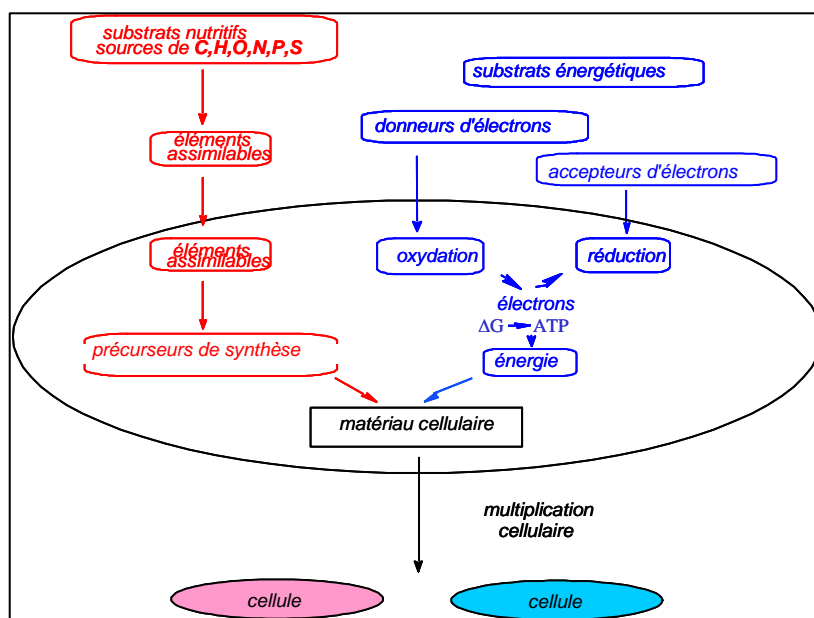 substrats nutritifs
sources de C,H,O,N,P,S
substrats énergétiques
donneurs d'électrons
éléments
assimilables
accepteurs d'électrons
éléments
assimilables
oxydation
réduction
électrons
ΔG ATP
précurseurs de synthèse
énergie
matériau cellulaire
multiplication
cellulaire
cellule
cellule